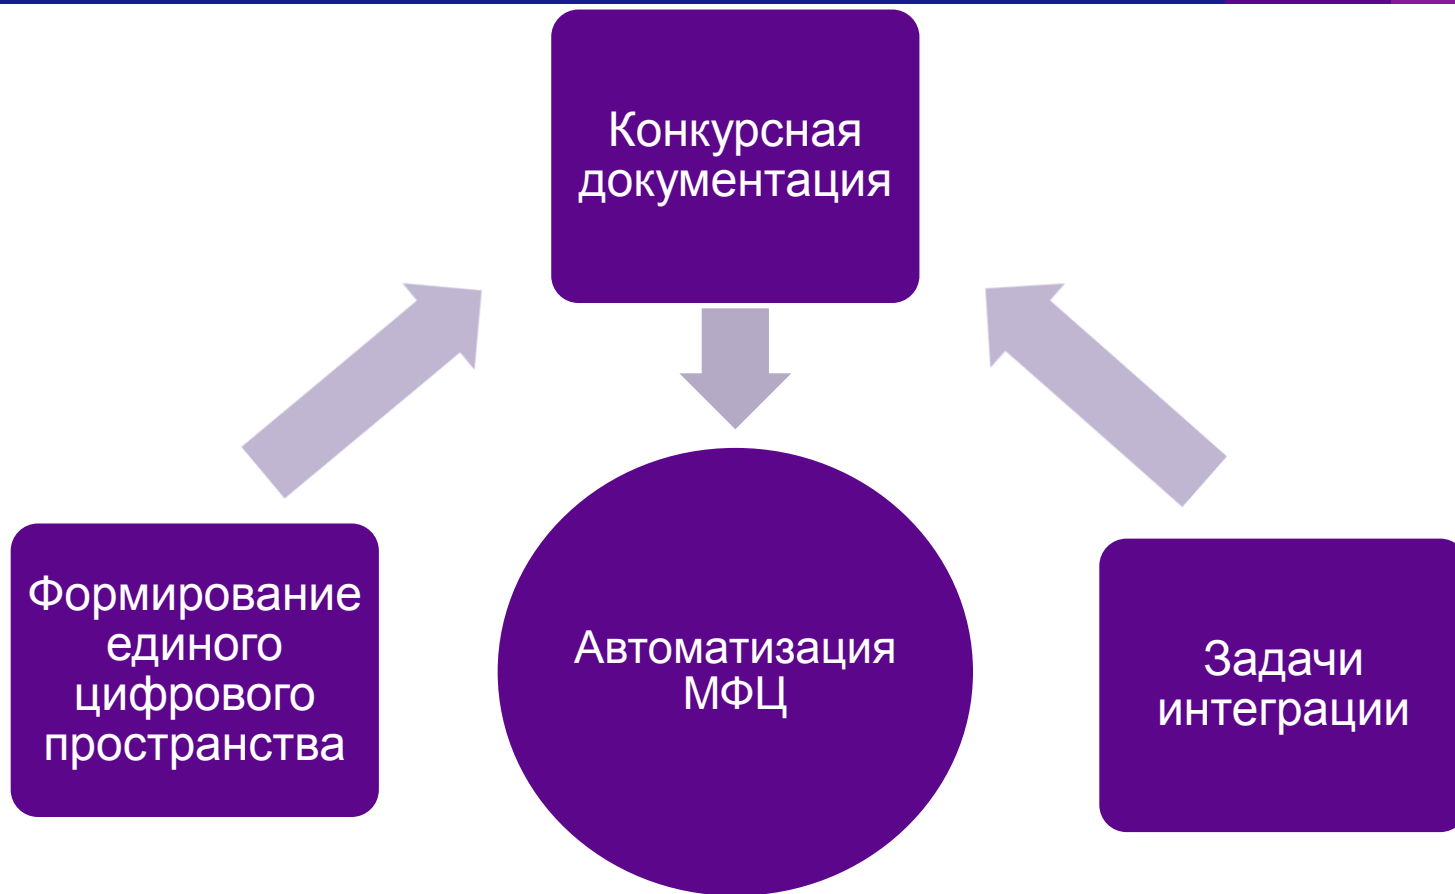 Конкурсная
документация
Формирование
единого
цифрового
пространства
Автоматизация
МФЦ
Задачи
интеграции